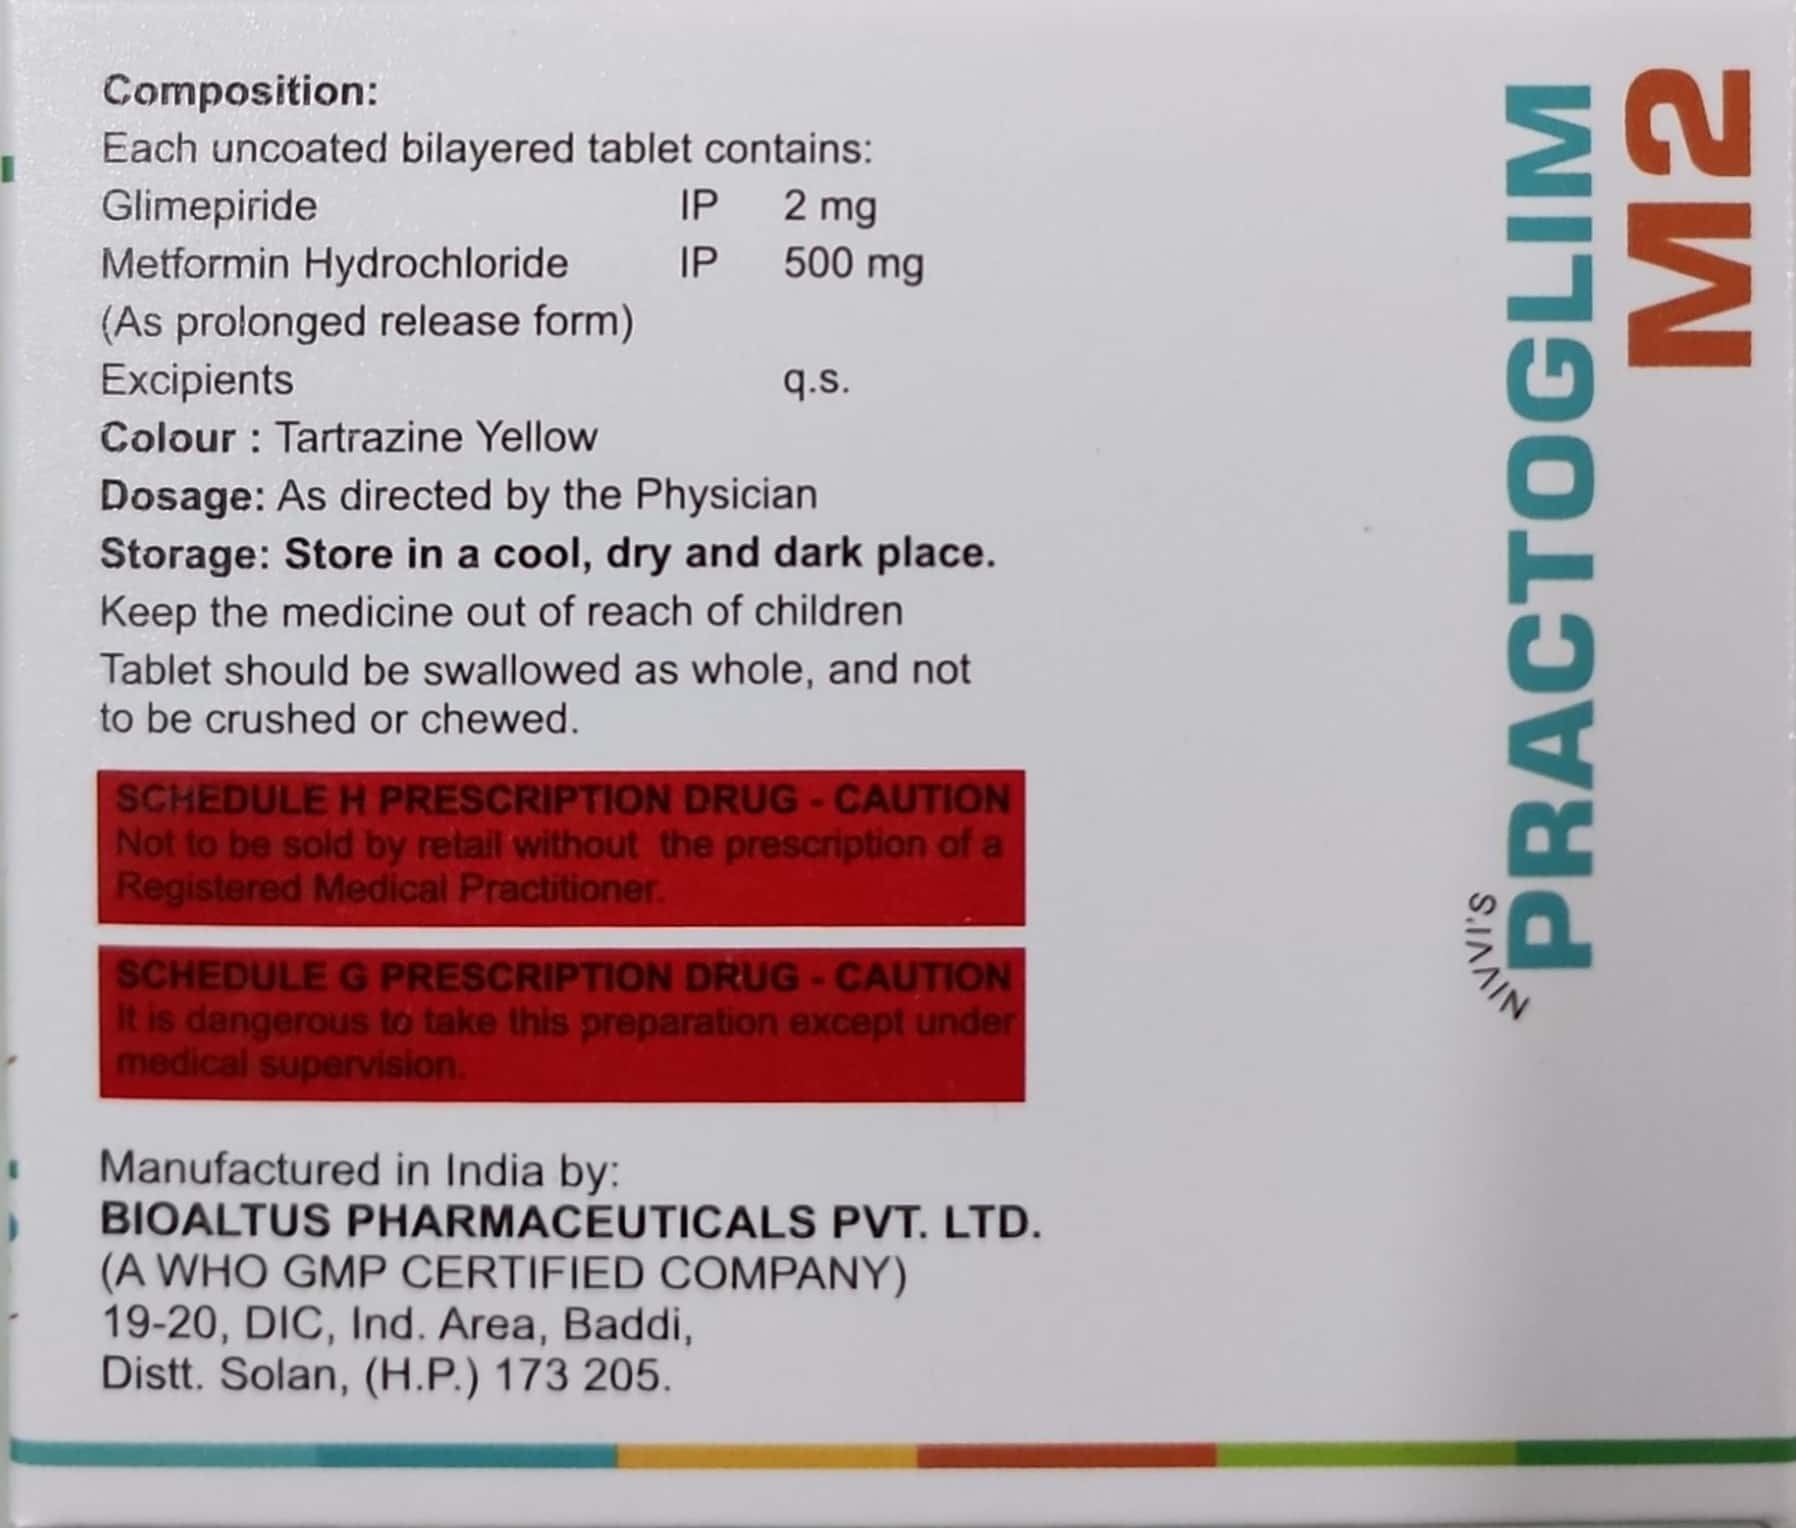 Composition:
Each uncoated bilayered tablet contains:
Glimepiride IP 2 mg
Metformin Hydrochloride IP 500 mg
(As prolonged release form)
Excipients q.s.
Colour : Tartrazine Yellow
Dosage: As directed by the Physician
Storage: Store in a cool, dry and dark place.
Keep the medicine out of reach of children
Tablet should be swallowed as whole, and not
to be crushed or chewed.
SCHEDULE H PRESCRIPTION DRUG - CAUTION
Not to be sold by retail without the prescription of a
Registered Medical Practitioner.
SCHEDULE G PRESCRIPTION DRUG - CAUTION
It is dangerous to take this preparation except under
medical supervision.
Manufactured in India by:
BIOALTUS PHARMACEUTICALS PVT. LTD.
(A WHO GMP CERTIFIED COMPANY)
19-20, DIC, Ind. Area, Baddi,
Distt. Solan, (H.P.) 173 205.
NIVVI'S
PRACTOGLIM
M2